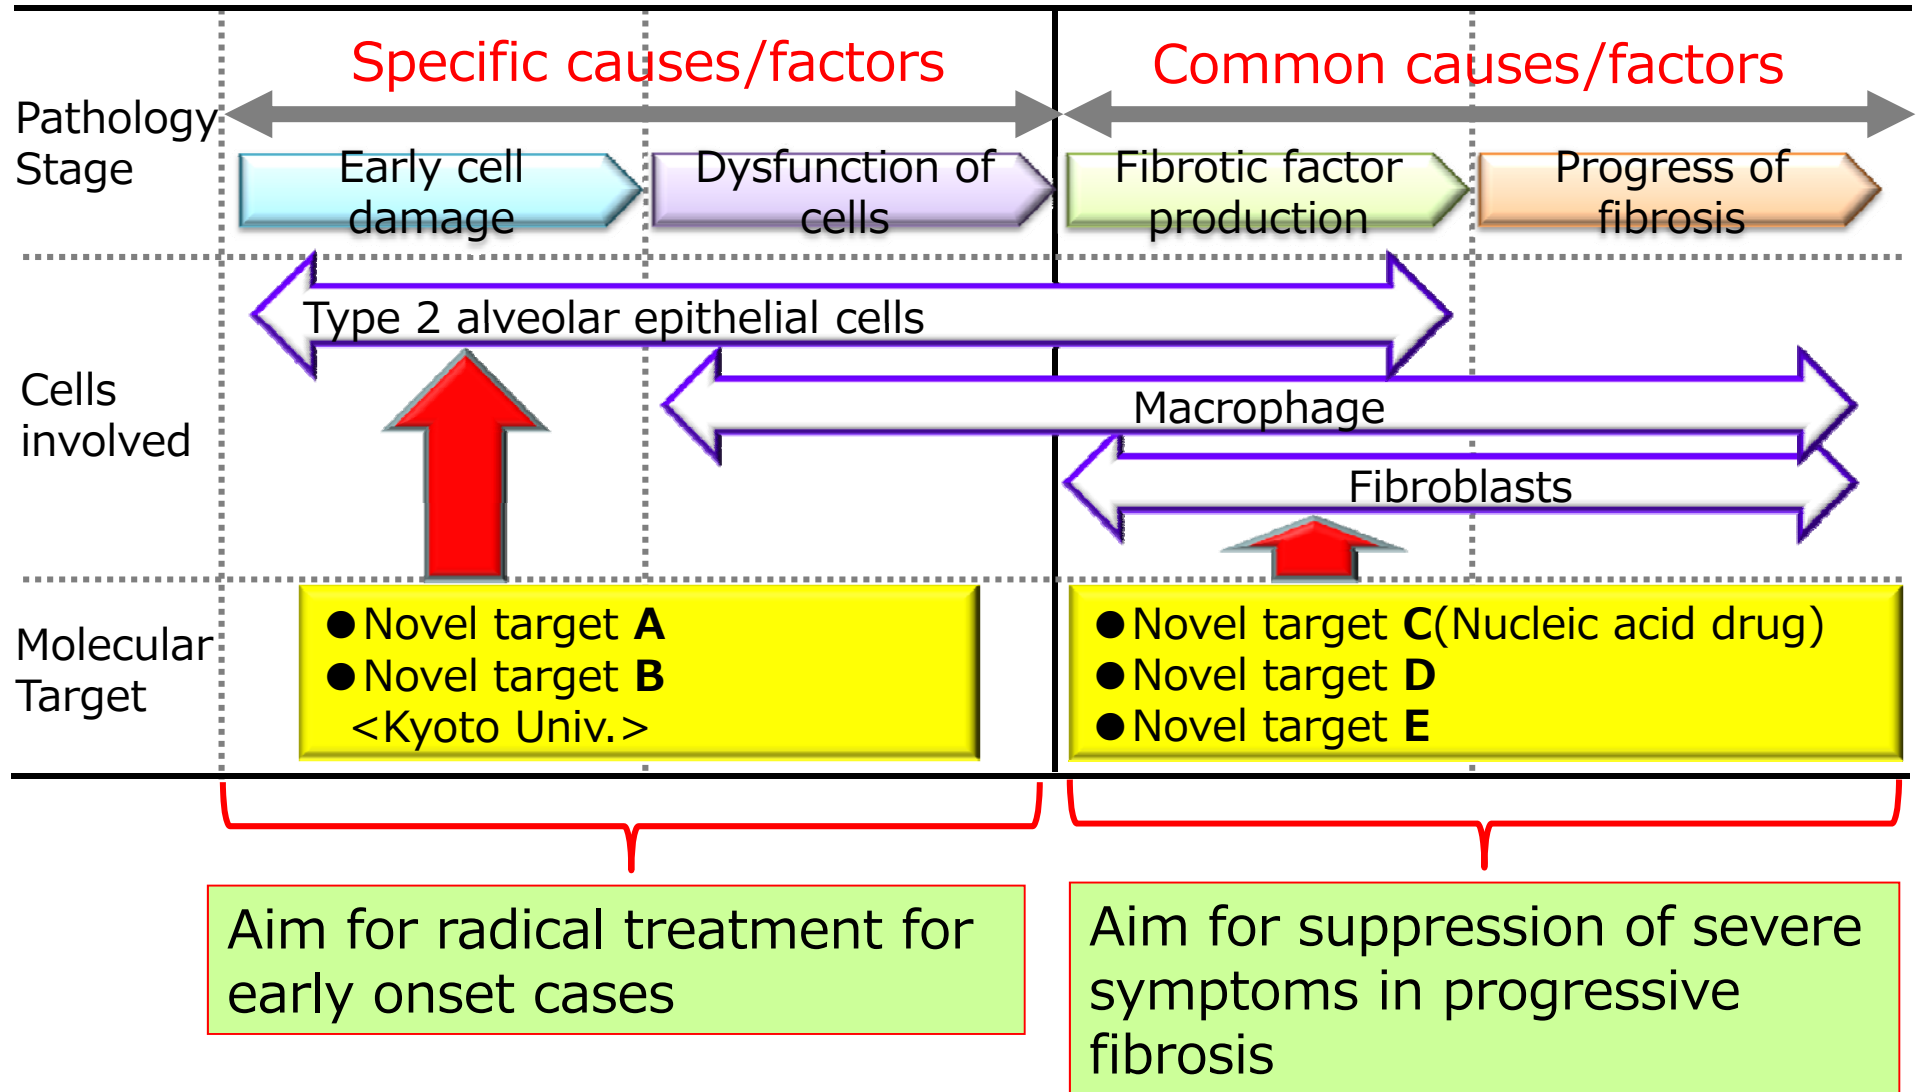 Specific causes/factors
Common causes/factors
Pathology
Stage
Early cell
damage
Dysfunction of
cells
Fibrotic factor
production
Progress of
fibrosis
Cells
involved
Type 2 alveolar epithelial cells
Macrophage
Fibroblasts
Molecular
Target
●Novel target A
●Novel target B
<Kyoto Univ.>
●Novel target C(Nucleic acid drug)
●Novel target D
●Novel target E
Aim for radical treatment for
early onset cases
Aim for suppression of severe
symptoms in progressive
fibrosis